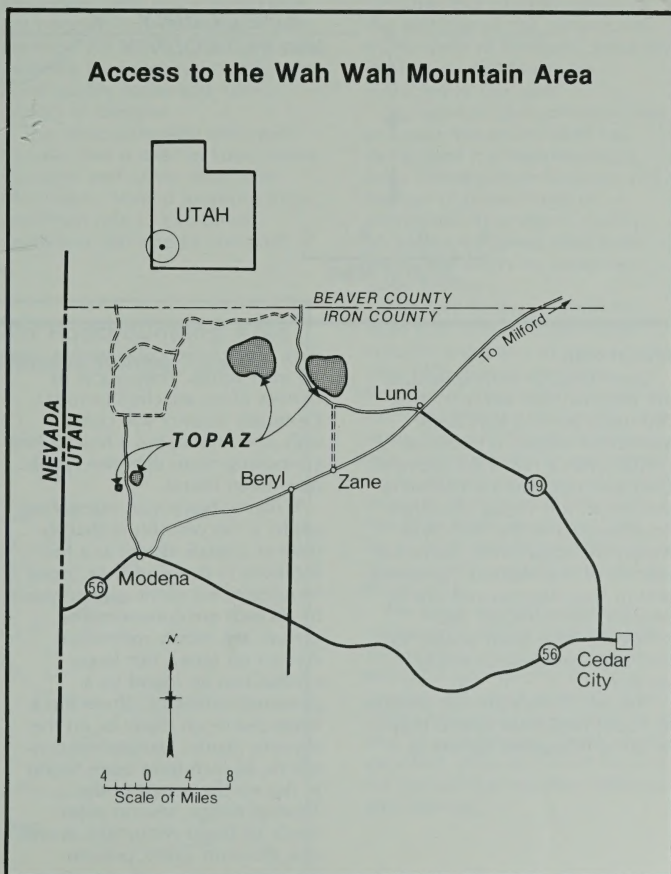 Access to the Wah Wah Mountain Area
UTAH
BEAVER COUNTY
IRON COUNTY
To Milford
Lund
NEVADA
UTAH
TOPAZ
Beryl
Zane
19
Modena
56
56
Cedar
City
N
4 0 4 8
Scale of Miles